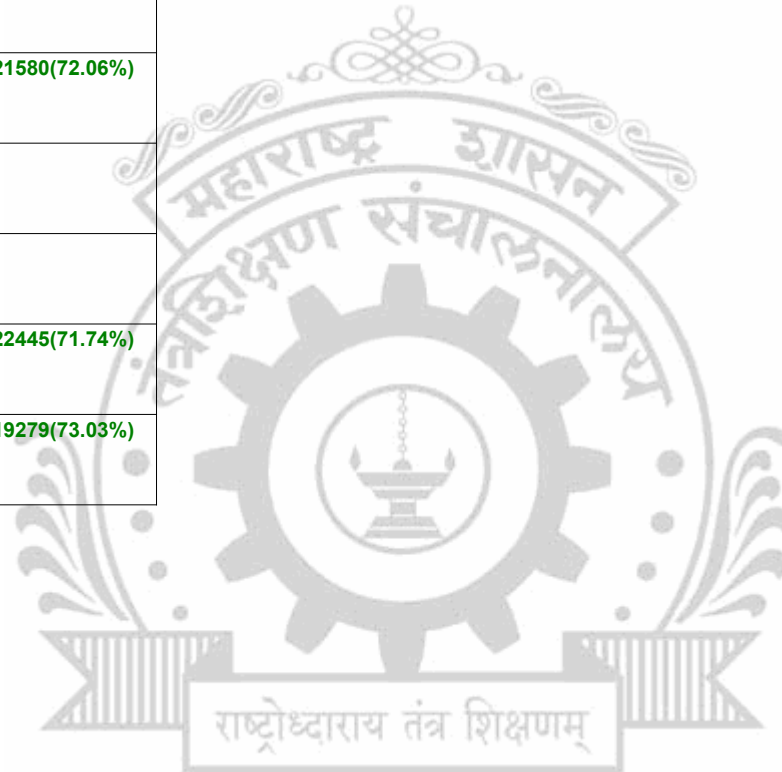 21580(72.06%)
22445(71.74%)
19279(73.03%)
महाराष्ट्र शासन
तंत्रशिक्षण संचालनालय
राष्ट्रोध्दाराय तंत्र शिक्षणम्